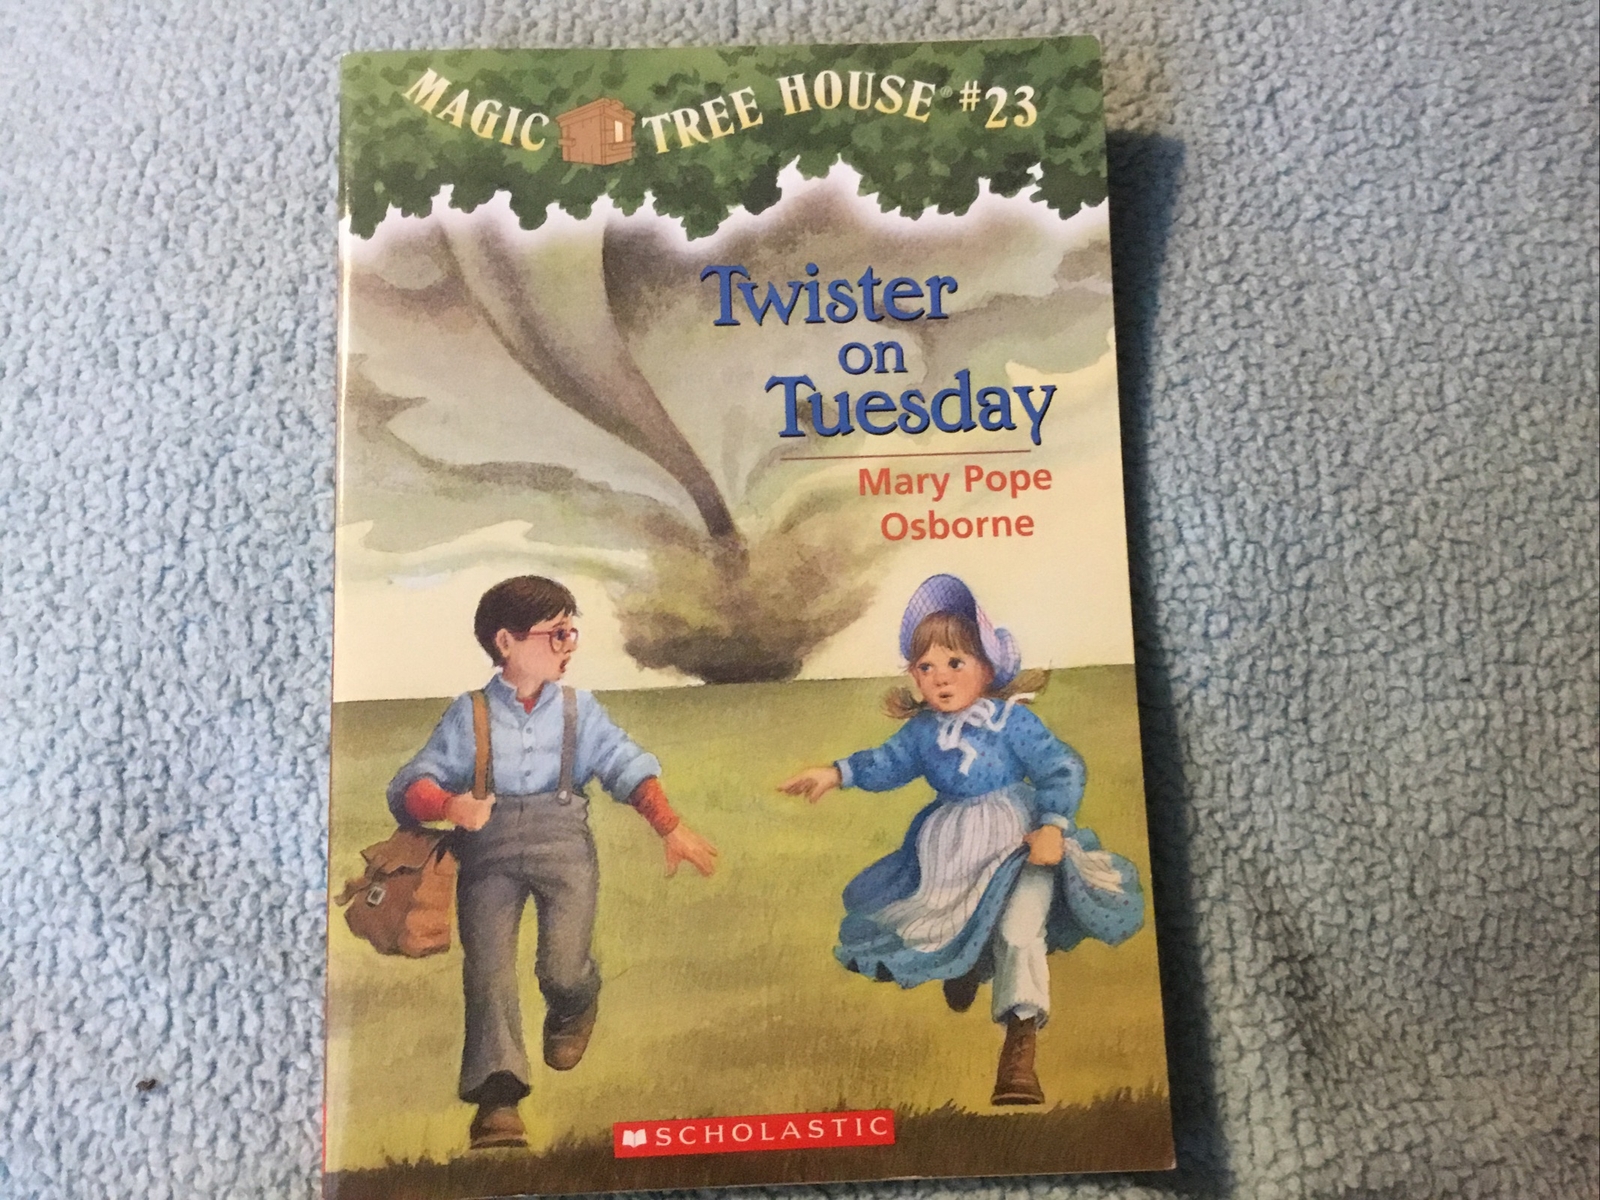 MAGIC TREE HOUSE® #23
Twister
on
Tuesday
Mary Pope
Osborne
SCHOLASTIC